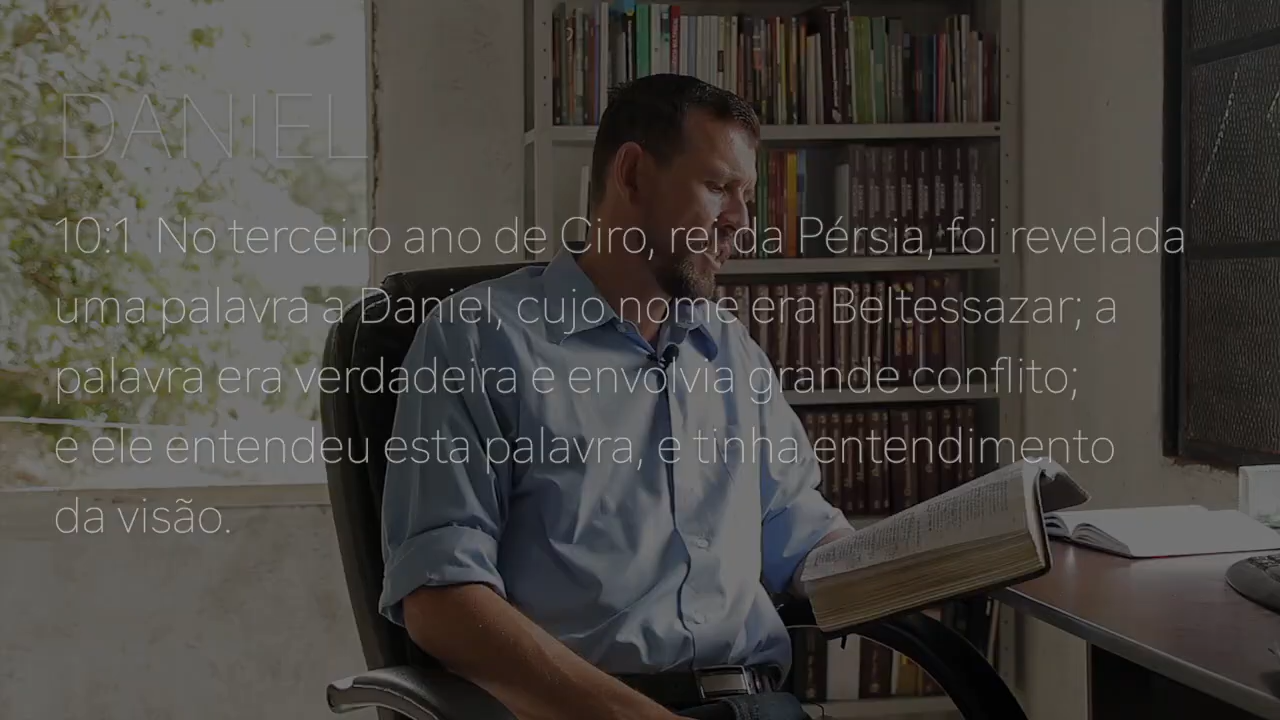 DANIEL
10:1 No terceiro ano de Ciro, rei da Pérsia, foi revelada
uma palavra a Daniel, cujo nome era Beltessazar; a
palavra era verdadeira e envolvia grande conflito;
e ele entendeu esta palavra, e tinha entendimento
da visão.